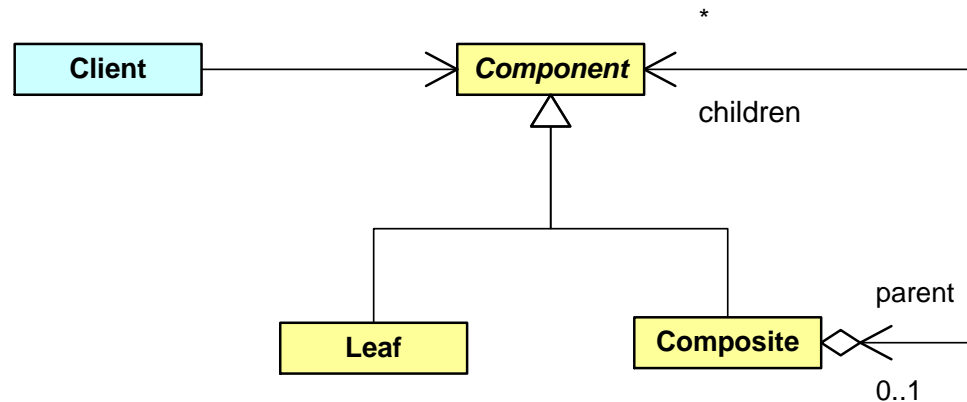 *
Client
Component
children
parent
Leaf
Composite
0..1